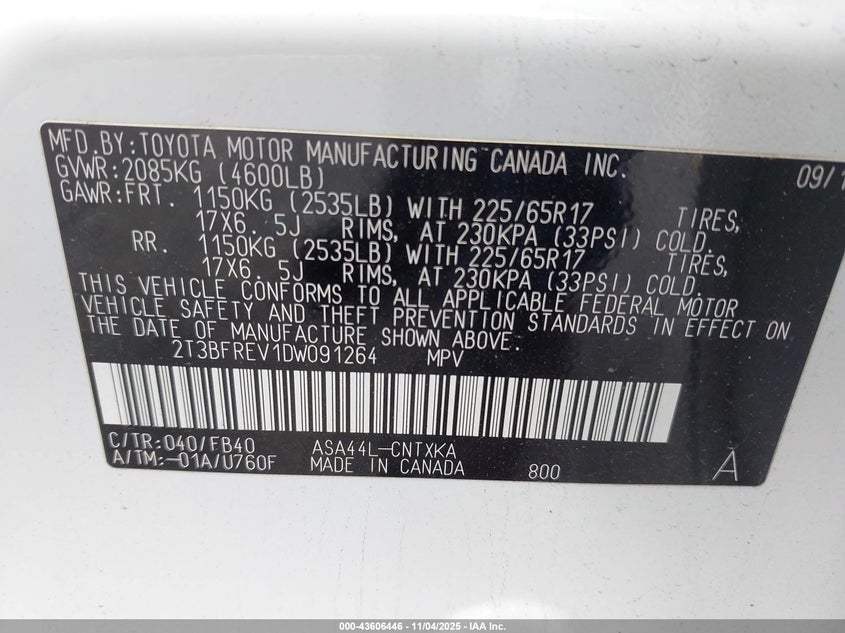 MFD.BY:TOYOTA MOTOR MANUFACTURING CANADA INC. 09/1
GVWR:2085KG (4600LB)
GAWR:FRT. 1150KG (2535LB) WITH 225/65R17 TIRES,
17X6. 5J RIMS, AT 230KPA (33PSI) COLD.
RR. 1150KG (2535LB) WITH 225/65R17 TIRES,
17X6. 5J RIMS, AT 230KPA (33PSI) COLD.
THIS VEHICLE CONFORMS TO ALL APPLICABLE FEDERAL MOTOR
VEHICLE SAFETY AND THEFT PREVENTION STANDARDS IN EFFECT ON
THE DATE OF MANUFACTURE SHOWN ABOVE.
2T3BFREV1DW091264 MPV
C/TR:040/FB40 ASA44L-CNTXKA
A/TM:-01A/U760F MADE IN CANADA 800 A
000-43606446 - 11/04/2025 - IAA Inc.